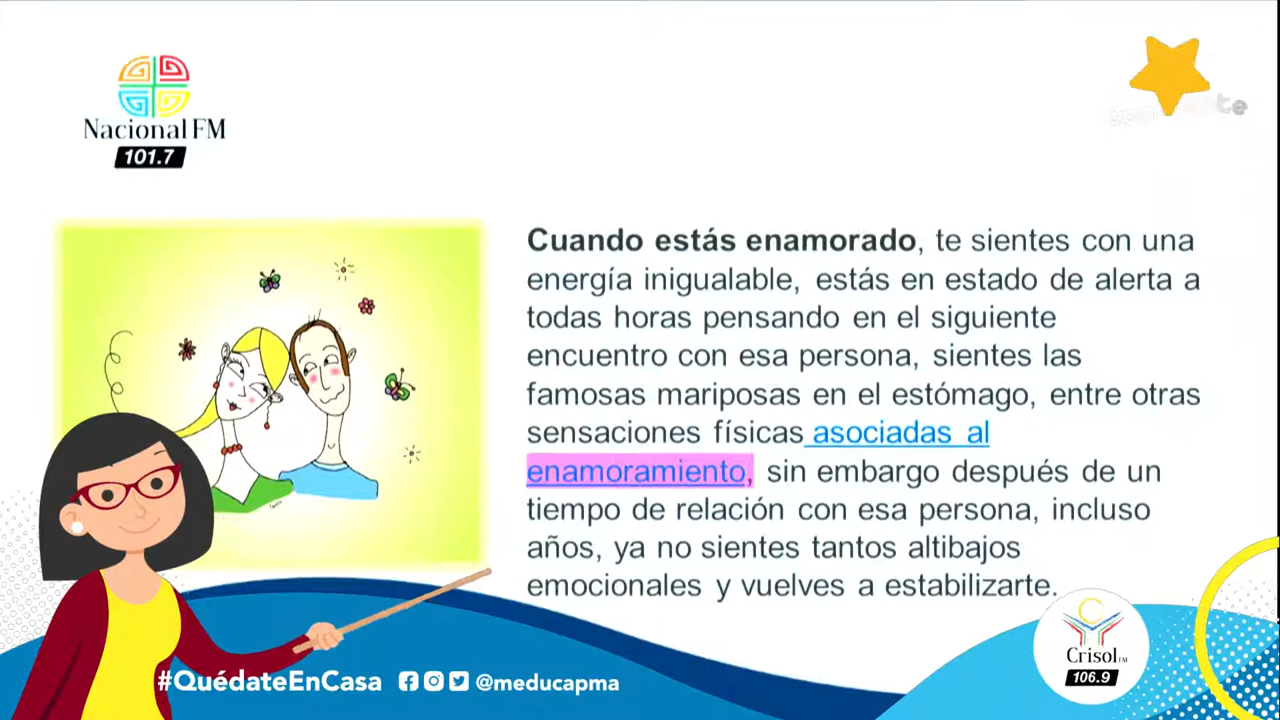 Nacional FM
101.7
te
Cuando estás enamorado, te sientes con una
energía inigualable, estás en estado de alerta a
todas horas pensando en el siguiente
encuentro con esa persona, sientes las
famosas mariposas en el estómago, entre otras
sensaciones físicas asociadas al
enamoramiento, sin embargo después de un
tiempo de relación con esa persona, incluso
años, ya no sientes tantos altibajos
emocionales y vuelves a estabilizarte.
Crisol FM
106.9
#QuédateEnCasa @meducapma